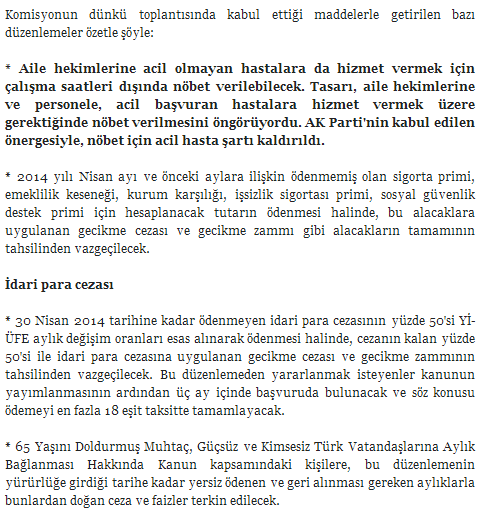 Komisyonun dünkü toplantısında kabul ettiği maddelerle getirilen bazı
düzenlemeler özetle şöyle:
* Aile hekimlerine acil olmayan hastalara da hizmet vermek için
çalışma saatleri dışında nöbet verilebilecek. Tasarı, aile hekimlerine
ve personele, acil başvuran hastalara hizmet vermek üzere
gerektiğinde nöbet verilmesini öngörüyordu. AK Parti'nin kabul edilen
önergesiyle, nöbet için acil hasta şartı kaldırıldı.
* 2014 yılı Nisan ayı ve önceki aylara ilişkin ödenmemiş olan sigorta primi,
emeklilik keseneği, kurum karşılığı, işsizlik sigortası primi, sosyal güvenlik
destek primi için hesaplanacak tutarın ödenmesi halinde, bu alacaklara
uygulanan gecikme cezası ve gecikme zammı gibi alacakların tamamının
tahsilinden vazgeçilecek.
İdari para cezası
* 30 Nisan 2014 tarihine kadar ödenmeyen idari para cezasının yüzde 50'si Yİ-
ÜFE aylık değişim oranları esas alınarak ödenmesi halinde, cezanın kalan yüzde
50'si ile idari para cezasına uygulanan gecikme cezası ve gecikme zammının
tahsilinden vazgeçilecek. Bu düzenlemeden yararlanmak isteyenler kanunun
yayımlanmasının ardından üç ay içinde başvuruda bulunacak ve söz konusu
ödemeyi en fazla 18 eşit taksitte tamamlayacak.
* 65 Yaşını Doldurmuş Muhtaç, Güçsüz ve Kimsesiz Türk Vatandaşlarına Aylık
Bağlanması Hakkında Kanun kapsamındaki kişilere, bu düzenlemenin
yürürlüğe girdiği tarihe kadar yersiz ödenen ve geri alınması gereken aylıklarla
bunlardan doğan ceza ve faizler terkin edilecek.